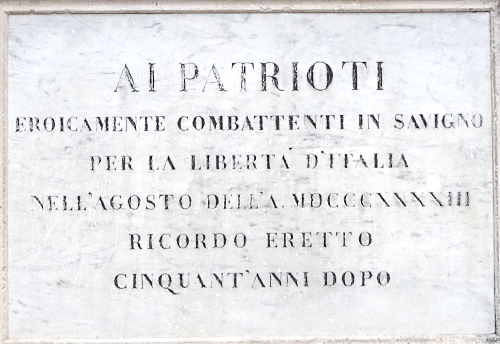 AI PATRIOTI
EROICAMENTE COMBATTENTI IN SAVIGNO
PER LA LIBERTA' D'ITALIA
NELL'AGOSTO DELL'A. MDCCCXXXXIII
RICORDO ERETTO
CINQUANT'ANNI DOPO